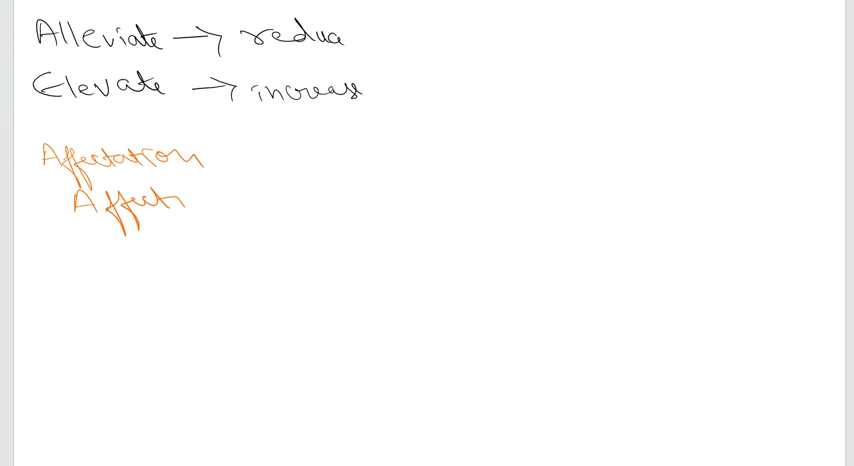 Alleviate → reduce
Elevate → increase
Affectation
Affect